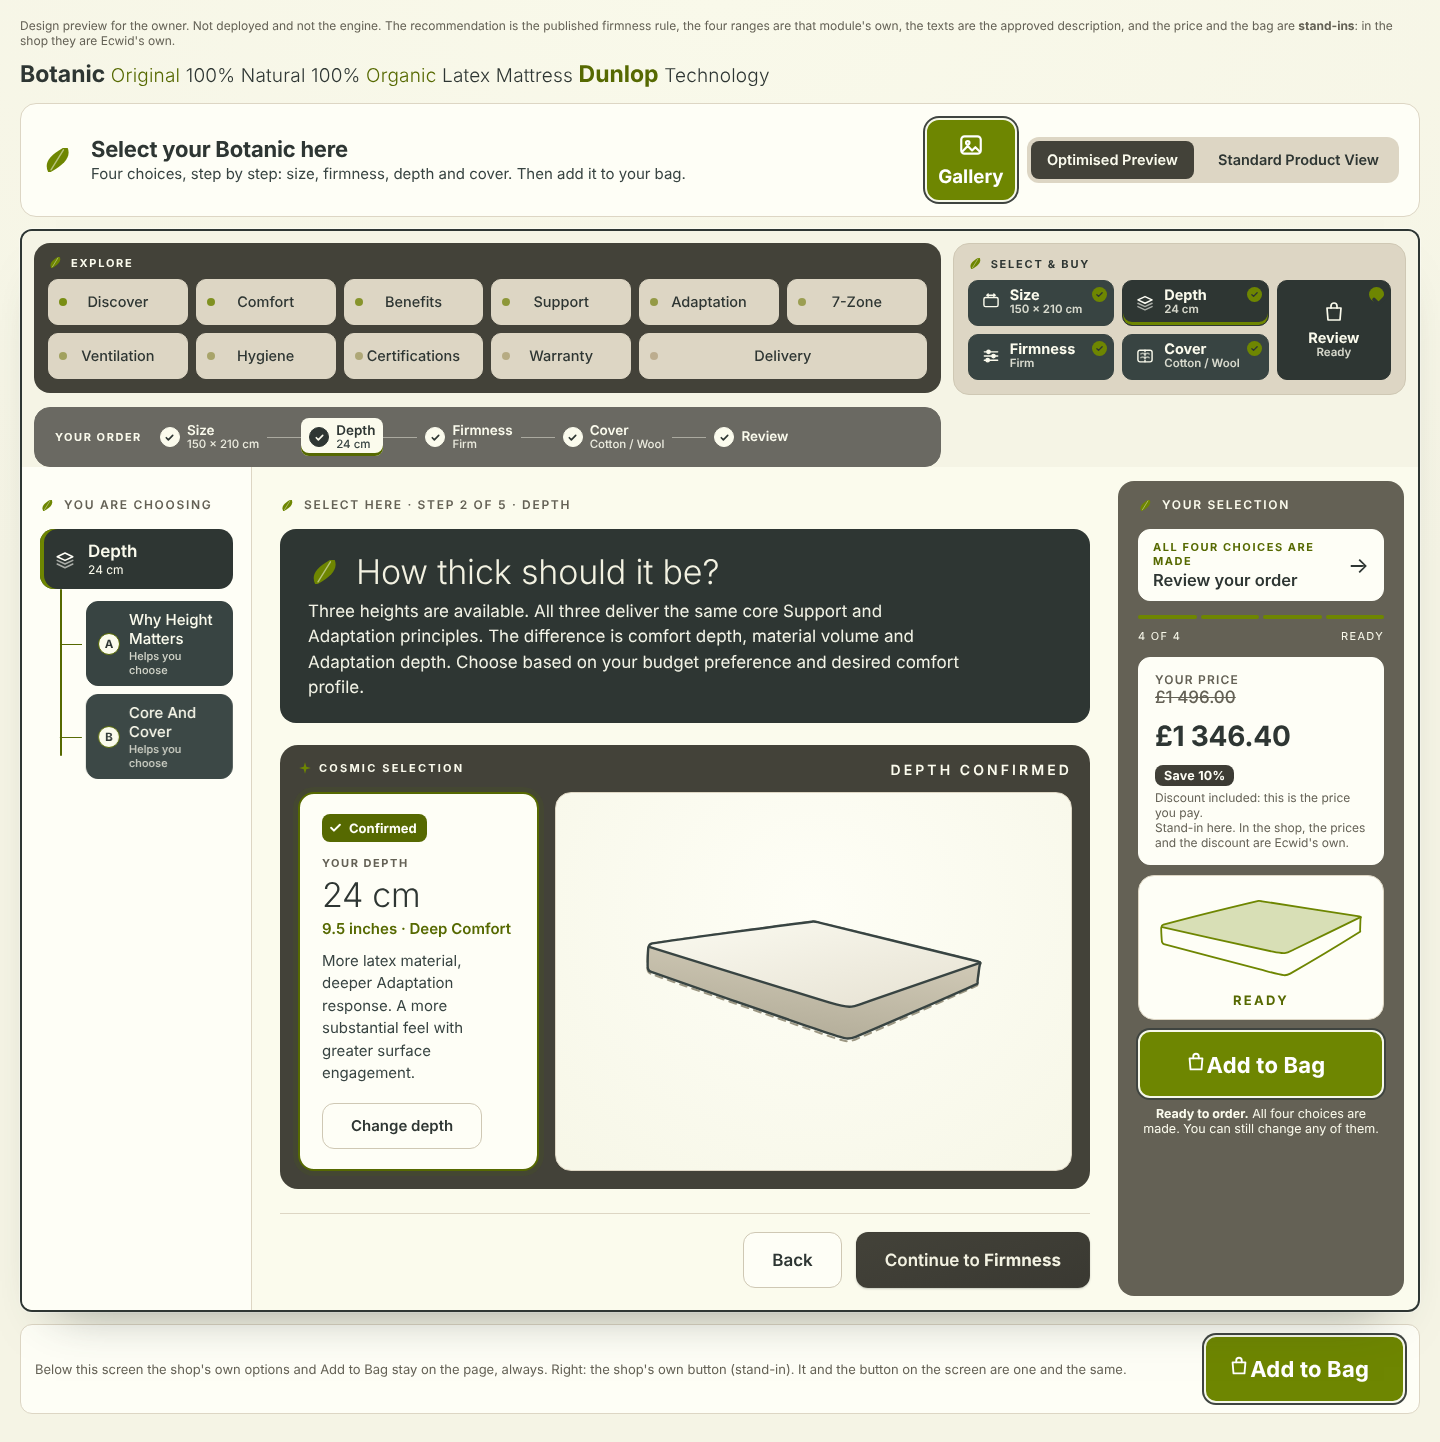 Design preview for the owner. Not deployed and not the engine. The recommendation is the published firmness rule, the four ranges are that module's own, the texts are the approved description, and the price and the bag are stand-ins: in the
shop they are Ecwid's own.
Botanic Original 100% Natural 100% Organic Latex Mattress Dunlop Technology
Select your Botanic here
Four choices, step by step: size, firmness, depth and cover. Then add it to your bag.
Gallery
Optimised Preview
Standard Product View
EXPLORE
Discover
Comfort
Benefits
Support
Adaptation
7-Zone
Ventilation
Hygiene
Certifications
Warranty
Delivery
SELECT & BUY
Size
150 × 210 cm
Depth
24 cm
Firmness
Firm
Cover
Cotton / Wool
Review
Ready
YOUR ORDER
Size
150 × 210 cm
Depth
24 cm
Firmness
Firm
Cover
Cotton / Wool
Review
YOU ARE CHOOSING
Depth
24 cm
A
Why Height
Matters
Helps you
choose
B
Core And
Cover
Helps you
choose
SELECT HERE · STEP 2 OF 5 · DEPTH
How thick should it be?
Three heights are available. All three deliver the same core Support and
Adaptation principles. The difference is comfort depth, material volume and
Adaptation depth. Choose based on your budget preference and desired comfort
profile.
COSMIC SELECTION
DEPTH CONFIRMED
Confirmed
YOUR DEPTH
24 cm
9.5 inches · Deep Comfort
More latex material,
deeper Adaptation
response. A more
substantial feel with
greater surface
engagement.
Change depth
Back
Continue to Firmness
YOUR SELECTION
ALL FOUR CHOICES ARE
MADE
Review your order
4 OF 4
READY
YOUR PRICE
£1 496.00
£1 346.40
Save 10%
Discount included: this is the price
you pay.
Stand-in here. In the shop, the prices
and the discount are Ecwid's own.
READY
Add to Bag
Ready to order. All four choices are
made. You can still change any of them.
Below this screen the shop's own options and Add to Bag stay on the page, always. Right: the shop's own button (stand-in). It and the button on the screen are one and the same.
Add to Bag